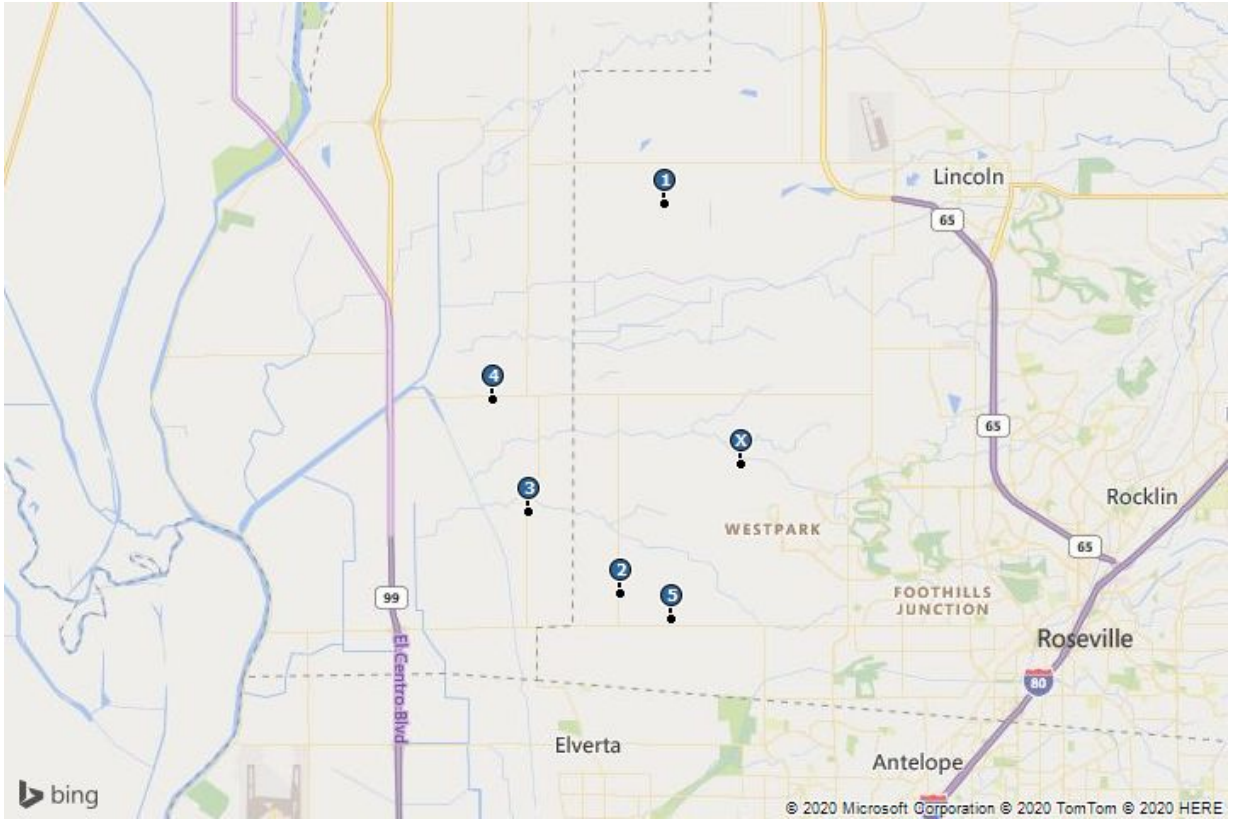 1
Lincoln
65
4
X
65
3
Rocklin
WESTPARK
65
2
99
5
FOOTHILLS
JUNCTION
Roseville
El Centro Blvd
80
Elverta
Antelope
bing
© 2020 Microsoft Corporation © 2020 TomTom © 2020 HERE